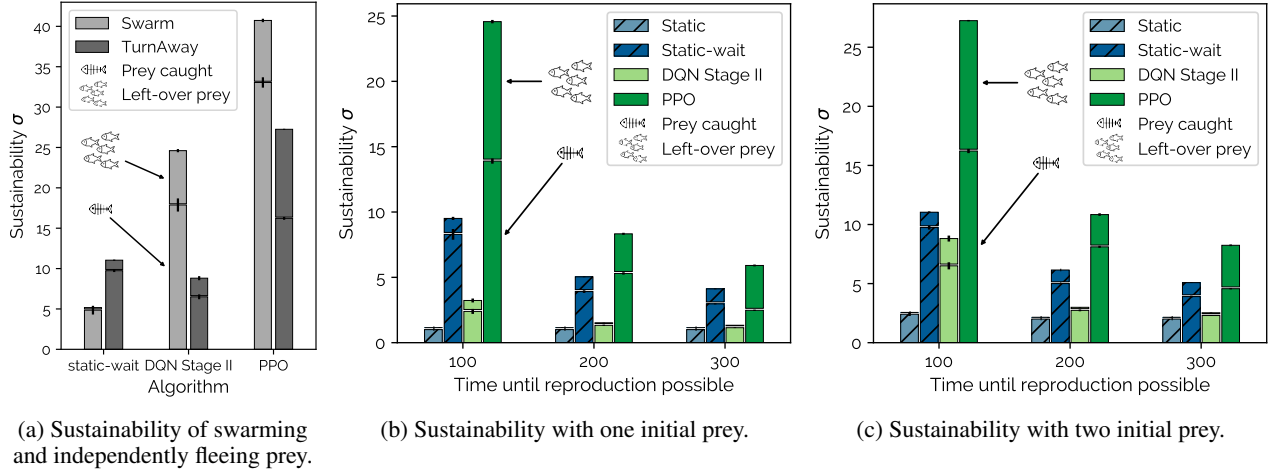 Sustainability σ
40
35
30
25
20
15
10
5
0
Swarm
TurnAway
Prey caught
Left-over prey
static-wait DQN Stage II PPO
Algorithm
(a) Sustainability of swarming
and independently fleeing prey.
Sustainability σ
25
20
15
10
5
0
Static
Static-wait
DQN Stage II
PPO
Prey caught
Left-over prey
100 200 300
Time until reproduction possible
(b) Sustainability with one initial prey.
Sustainability σ
25
20
15
10
5
0
Static
Static-wait
DQN Stage II
PPO
Prey caught
Left-over prey
100 200 300
Time until reproduction possible
(c) Sustainability with two initial prey.